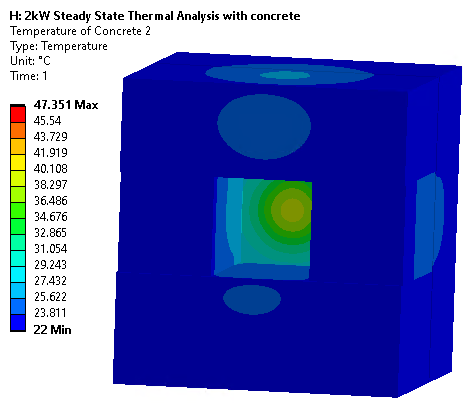 H: 2kW Steady State Thermal Analysis with concrete
Temperature of Concrete 2
Type: Temperature
Unit: °C
Time: 1
47.351 Max
45.54
43.729
41.919
40.108
38.297
36.486
34.676
32.865
31.054
29.243
27.432
25.622
23.811
22 Min